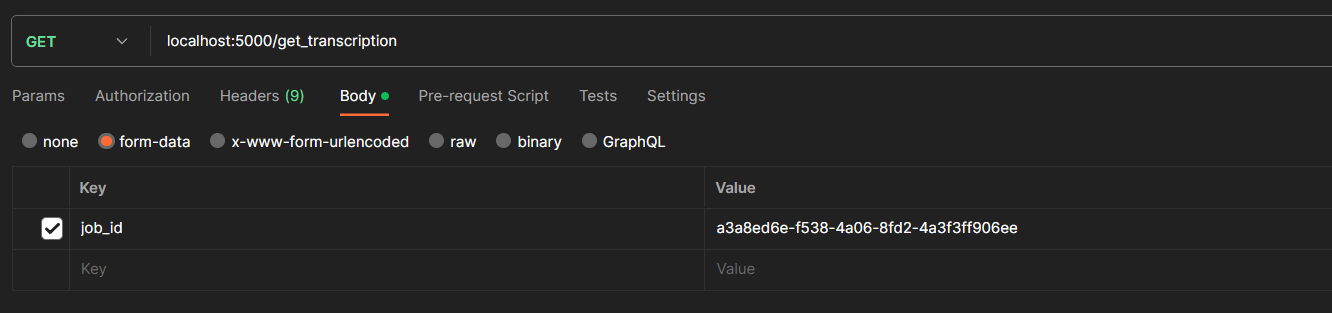 GET localhost:5000/get_transcription
Params Authorization Headers (9) Body Pre-request Script Tests Settings
none form-data x-www-form-urlencoded raw binary GraphQL
Key Value
job_id a3a8ed6e-f538-4a06-8fd2-4a3f3ff906ee
Key Value